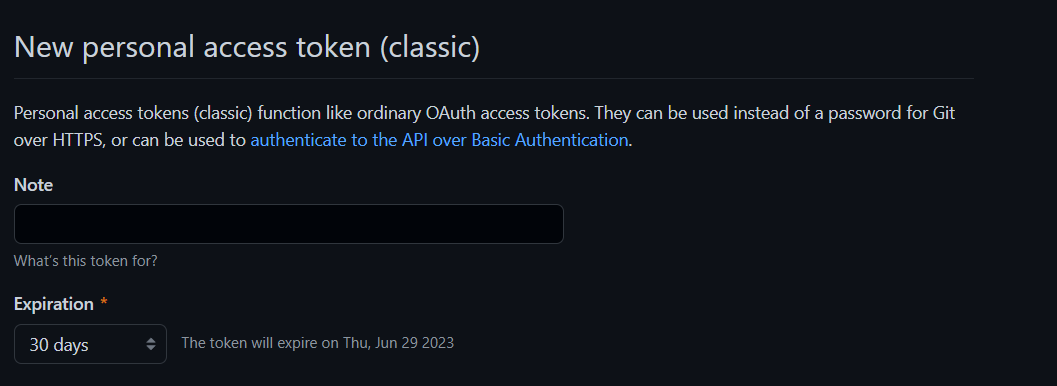 New personal access token (classic)
Personal access tokens (classic) function like ordinary OAuth access tokens. They can be used instead of a password for Git
over HTTPS, or can be used to authenticate to the API over Basic Authentication.
Note
What's this token for?
Expiration *
30 days The token will expire on Thu, Jun 29 2023